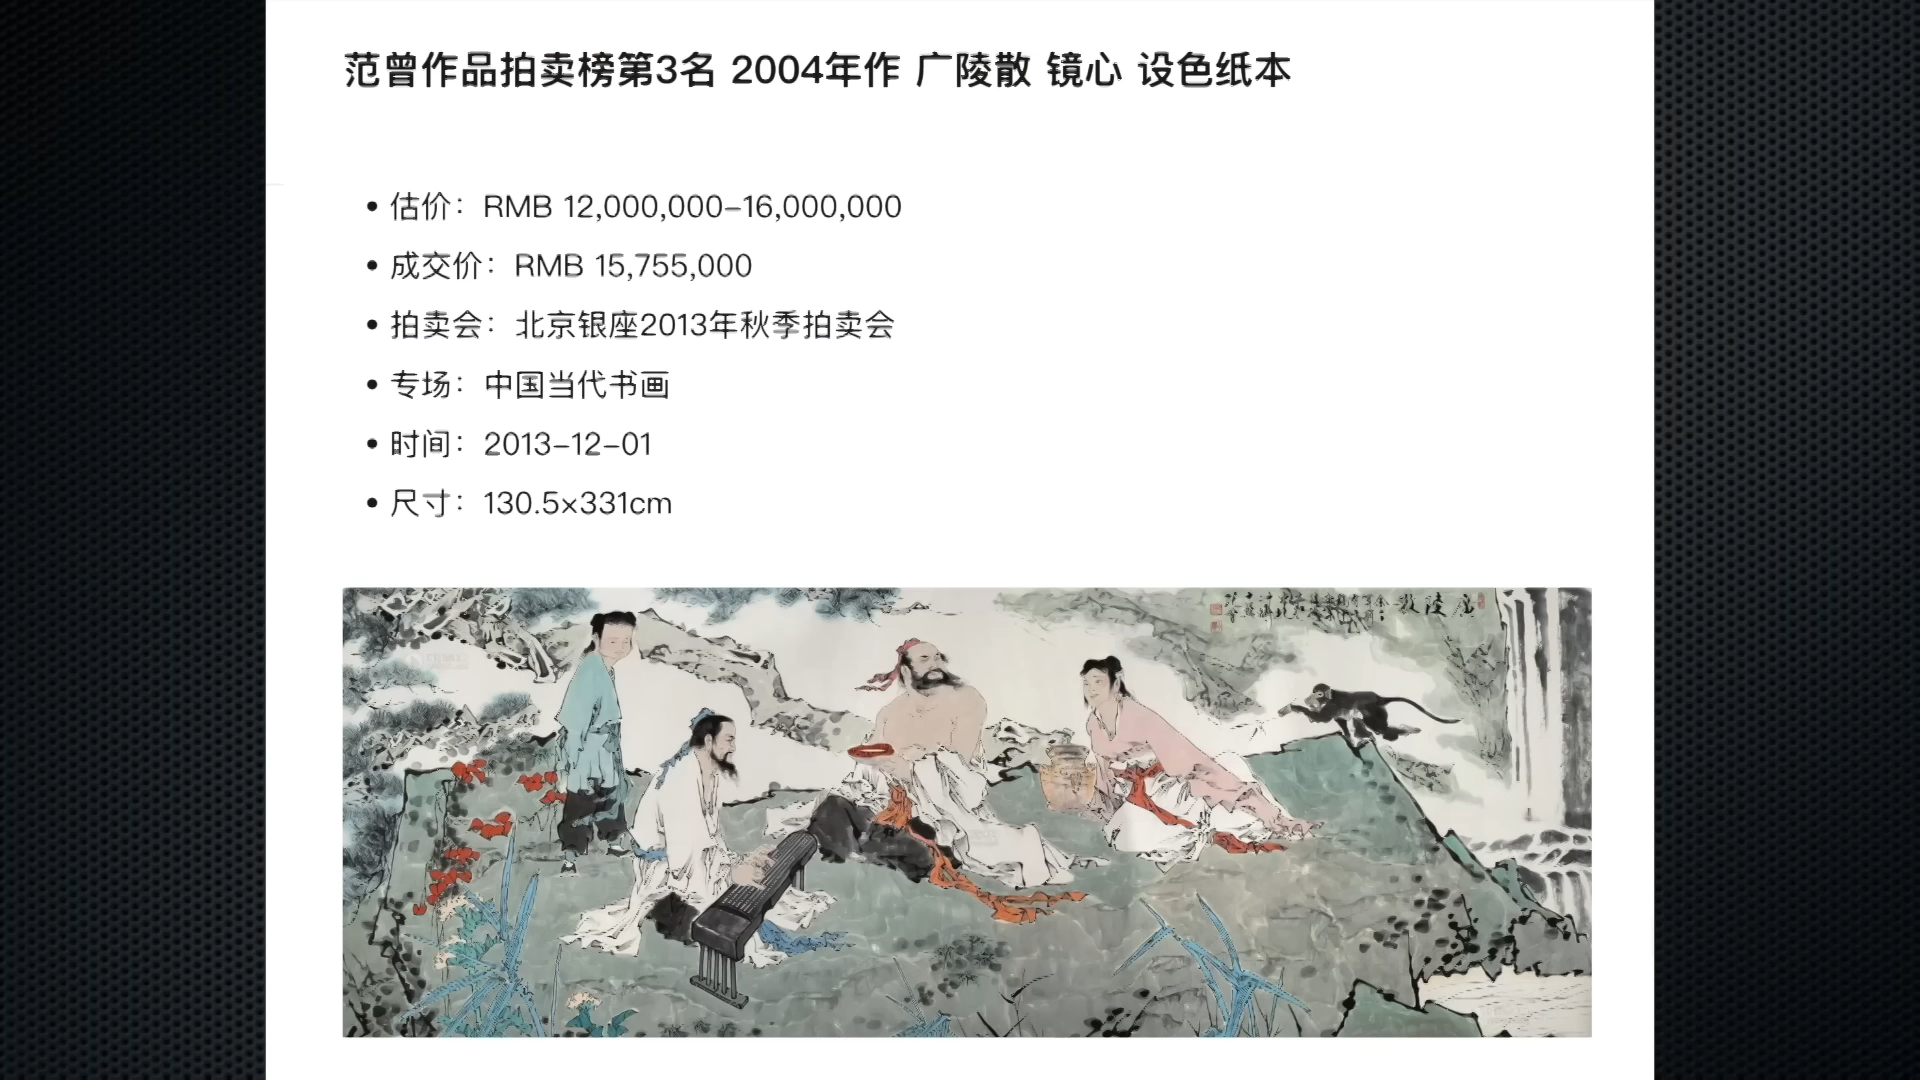 范曾作品拍卖榜第3名 2004年作 广陵散 镜心 设色纸本
• 估价：RMB 12,000,000-16,000,000
• 成交价：RMB 15,755,000
• 拍卖会：北京银座2013年秋季拍卖会
• 专场：中国当代书画
• 时间：2013-12-01
• 尺寸：130.5×331cm
廣陵散